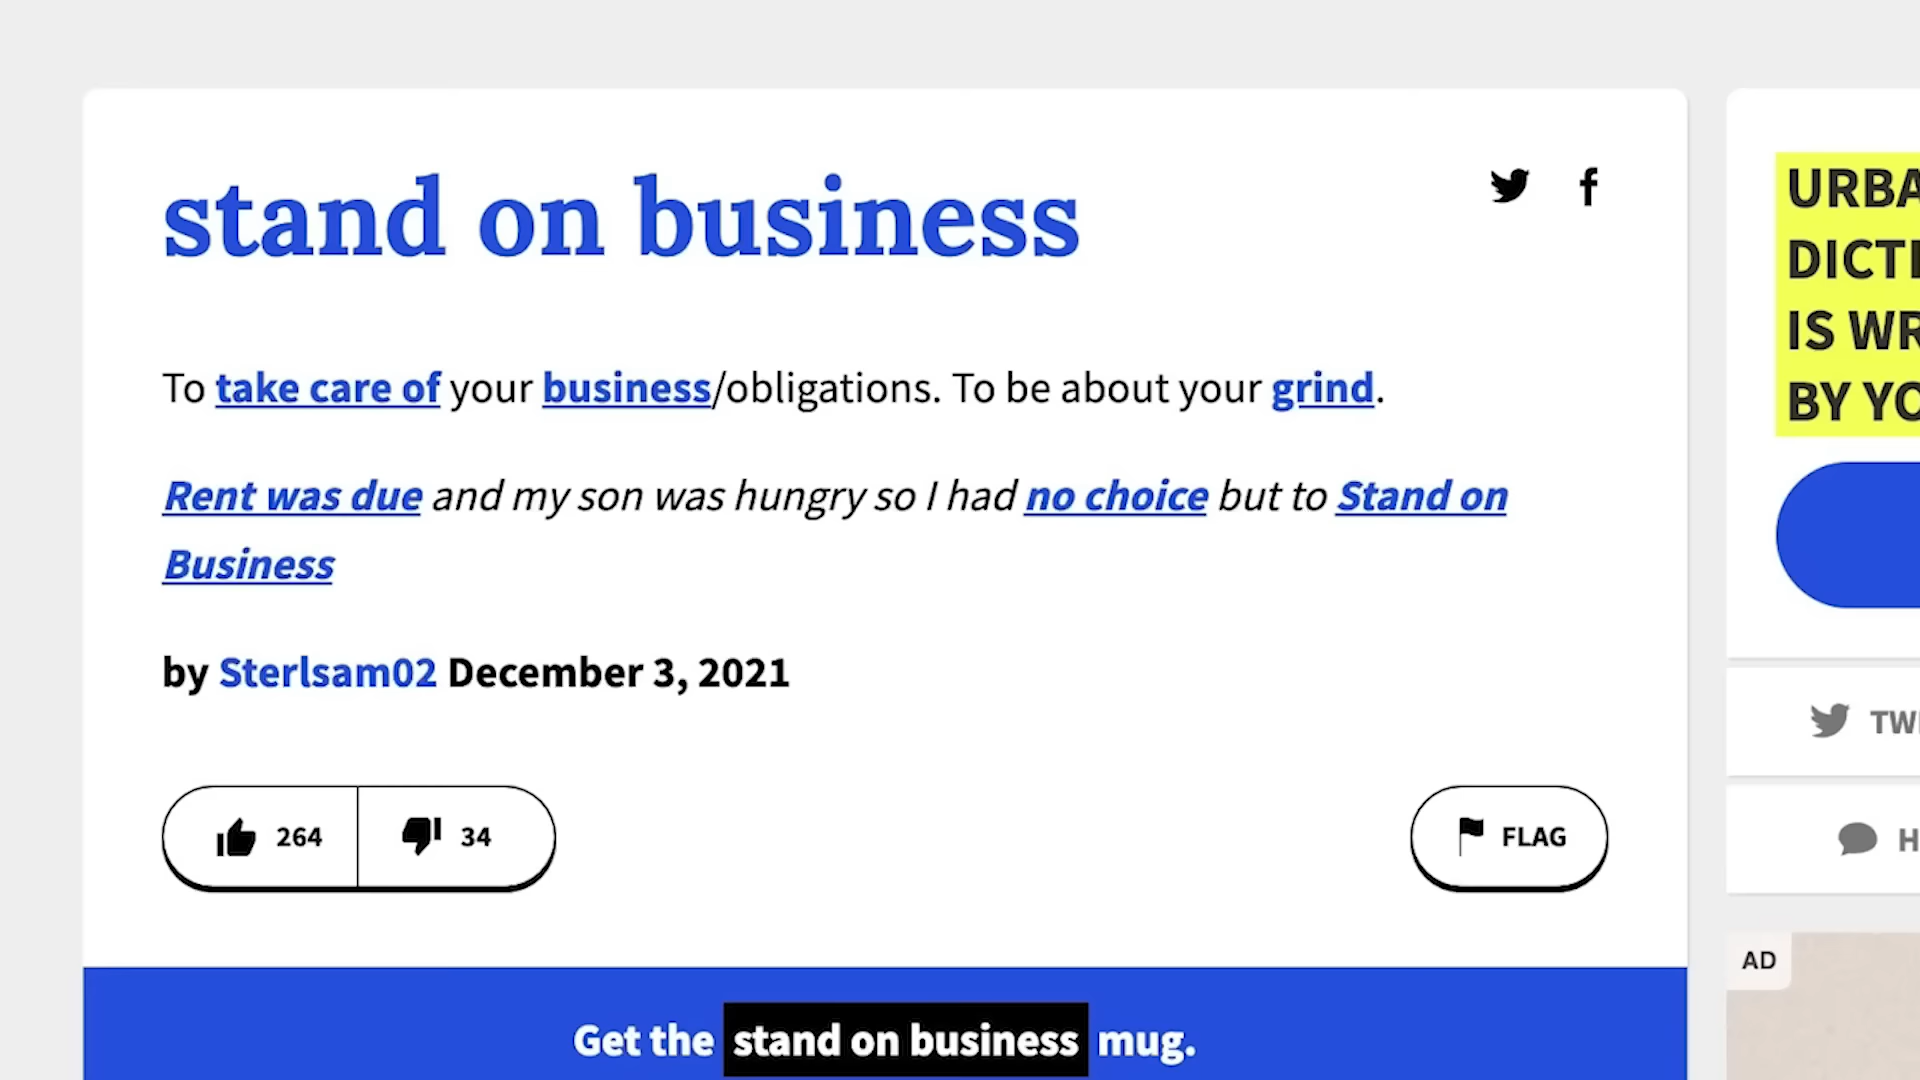 stand on business
To take care of your business/obligations. To be about your grind.
Rent was due and my son was hungry so I had no choice but to Stand on
Business
by Sterlsam02 December 3, 2021
264
34
FLAG
Get the stand on business mug.
IS
BY
AD